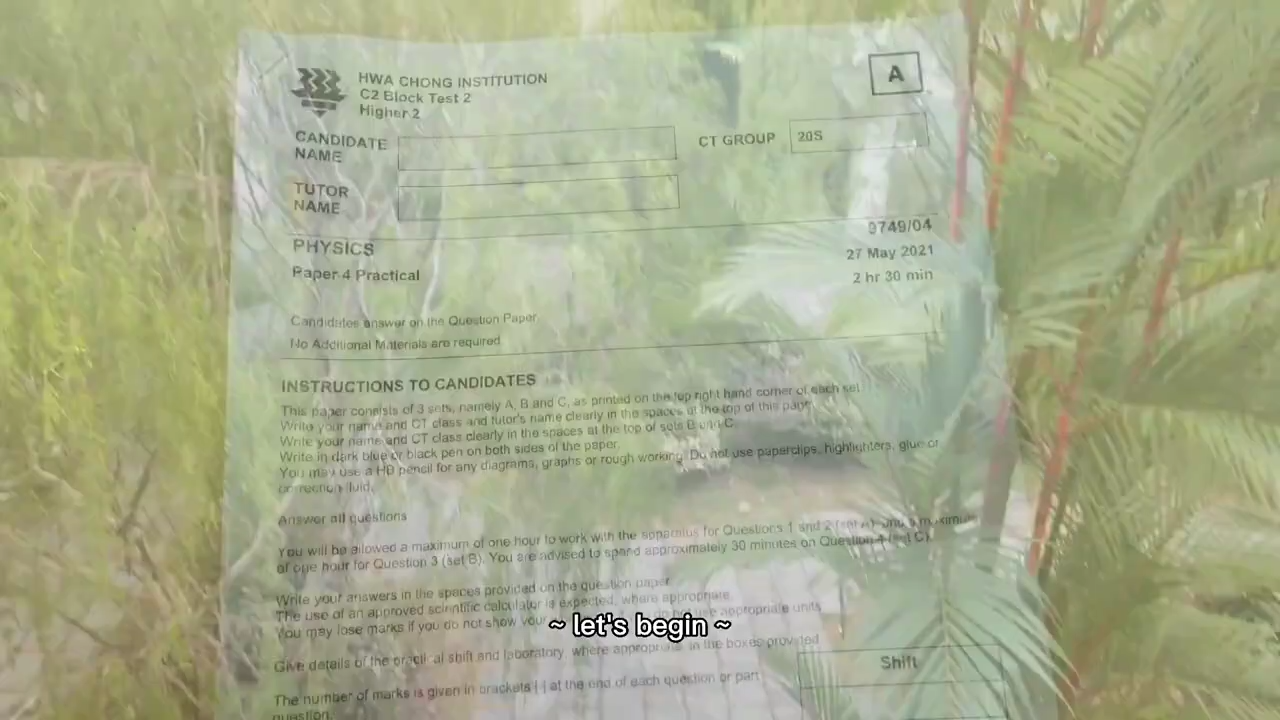 HWA CHONG INSTITUTION
C2 Block Test 2
Higher 2
A
CANDIDATE NAME
CT GROUP 20S
TUTOR NAME
9749/04
PHYSICS
27 May 2021
Paper 4 Practical
2 hr 30 min
Candidates answer on the Question Paper.
No Additional Materials are required
INSTRUCTIONS TO CANDIDATES
This paper consists of 3 sets, namely A, B and C, as printed on the top right hand corner of each set.
Write your name and CT class and tutor's name clearly in the spaces at the top of this paper.
Write your name and CT class clearly in the spaces at the top of sets B and C.
Write in dark blue or black pen on both sides of the paper.
You may use a HB pencil for any diagrams, graphs or rough working. Do not use paperclips, highlighters, glue or
correction fluid.
Answer all questions
You will be allowed a maximum of one hour to work with the apparatus for Questions 1 and 2 (set A), and a maximum
of one hour for Question 3 (set B). You are advised to spend approximately 30 minutes on Question 4 (set C).
Write your answers in the spaces provided on the question paper.
The use of an approved scientific calculator is expected, where appropriate.
You may lose marks if you do not show your do not use appropriate units
~ let's begin ~
Give details of the practical shift and laboratory, where appropriate, in the boxes provided
Shift
The number of marks is given in brackets [ ] at the end of each question or part
question.